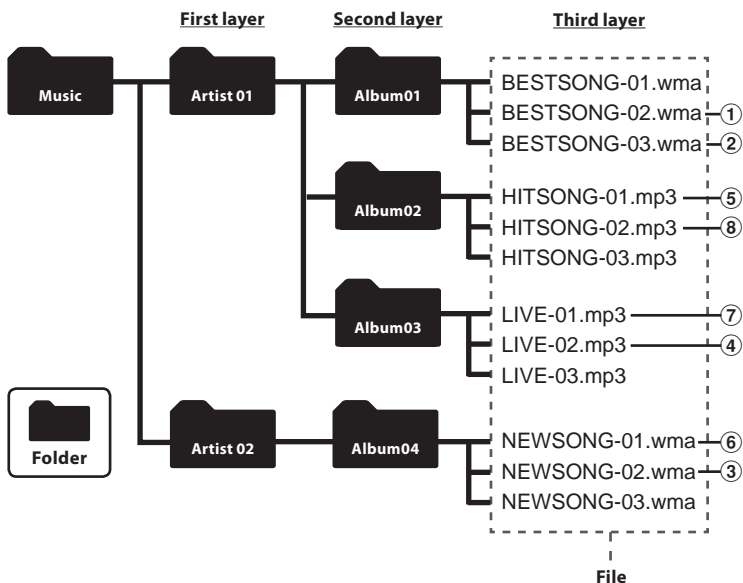 First layer Second layer Third layer
Music Artist 01 Album01 BESTSONG-01.wma
BESTSONG-02.wma ①
BESTSONG-03.wma ②
Album02 HITSONG-01.mp3 ⑤
HITSONG-02.mp3 ⑧
HITSONG-03.mp3
Album03 LIVE-01.mp3 ⑦
LIVE-02.mp3 ④
LIVE-03.mp3
Artist 02 Album04 NEWSONG-01.wma ⑥
NEWSONG-02.wma ③
NEWSONG-03.wma
Folder
File